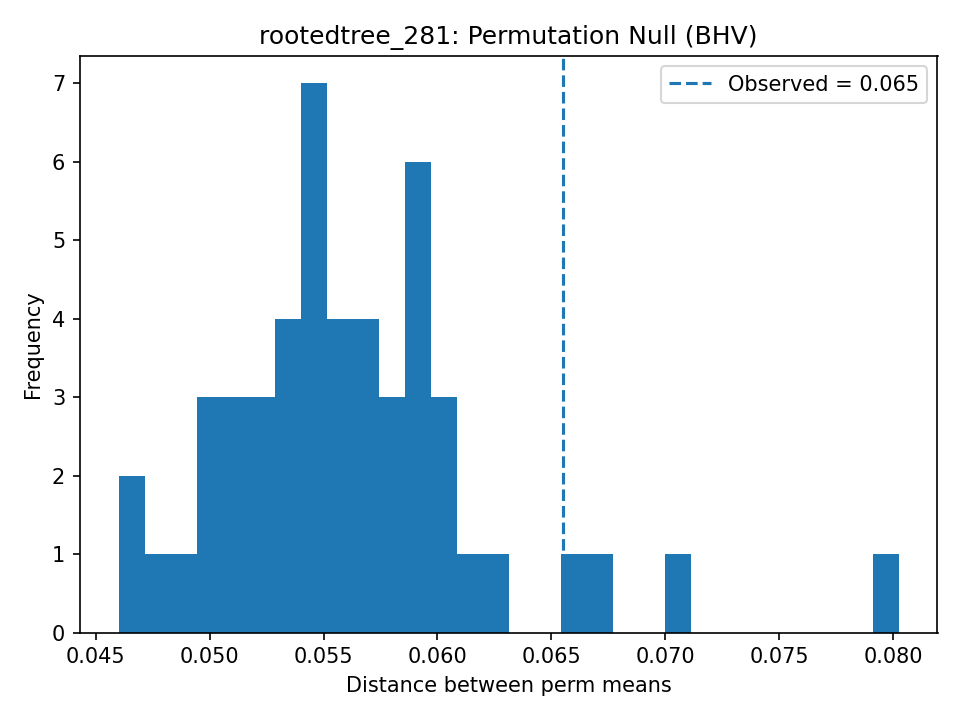 rootedtree_281: Permutation Null (BHV)
Observed = 0.065
7
6
5
4
3
2
1
0
Frequency
0.045 0.050 0.055 0.060 0.065 0.070 0.075 0.080
Distance between perm means